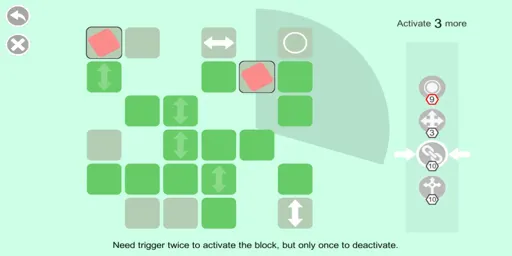 Activate 3 more
9
3
10
10
Need trigger twice to activate the block, but only once to deactivate.